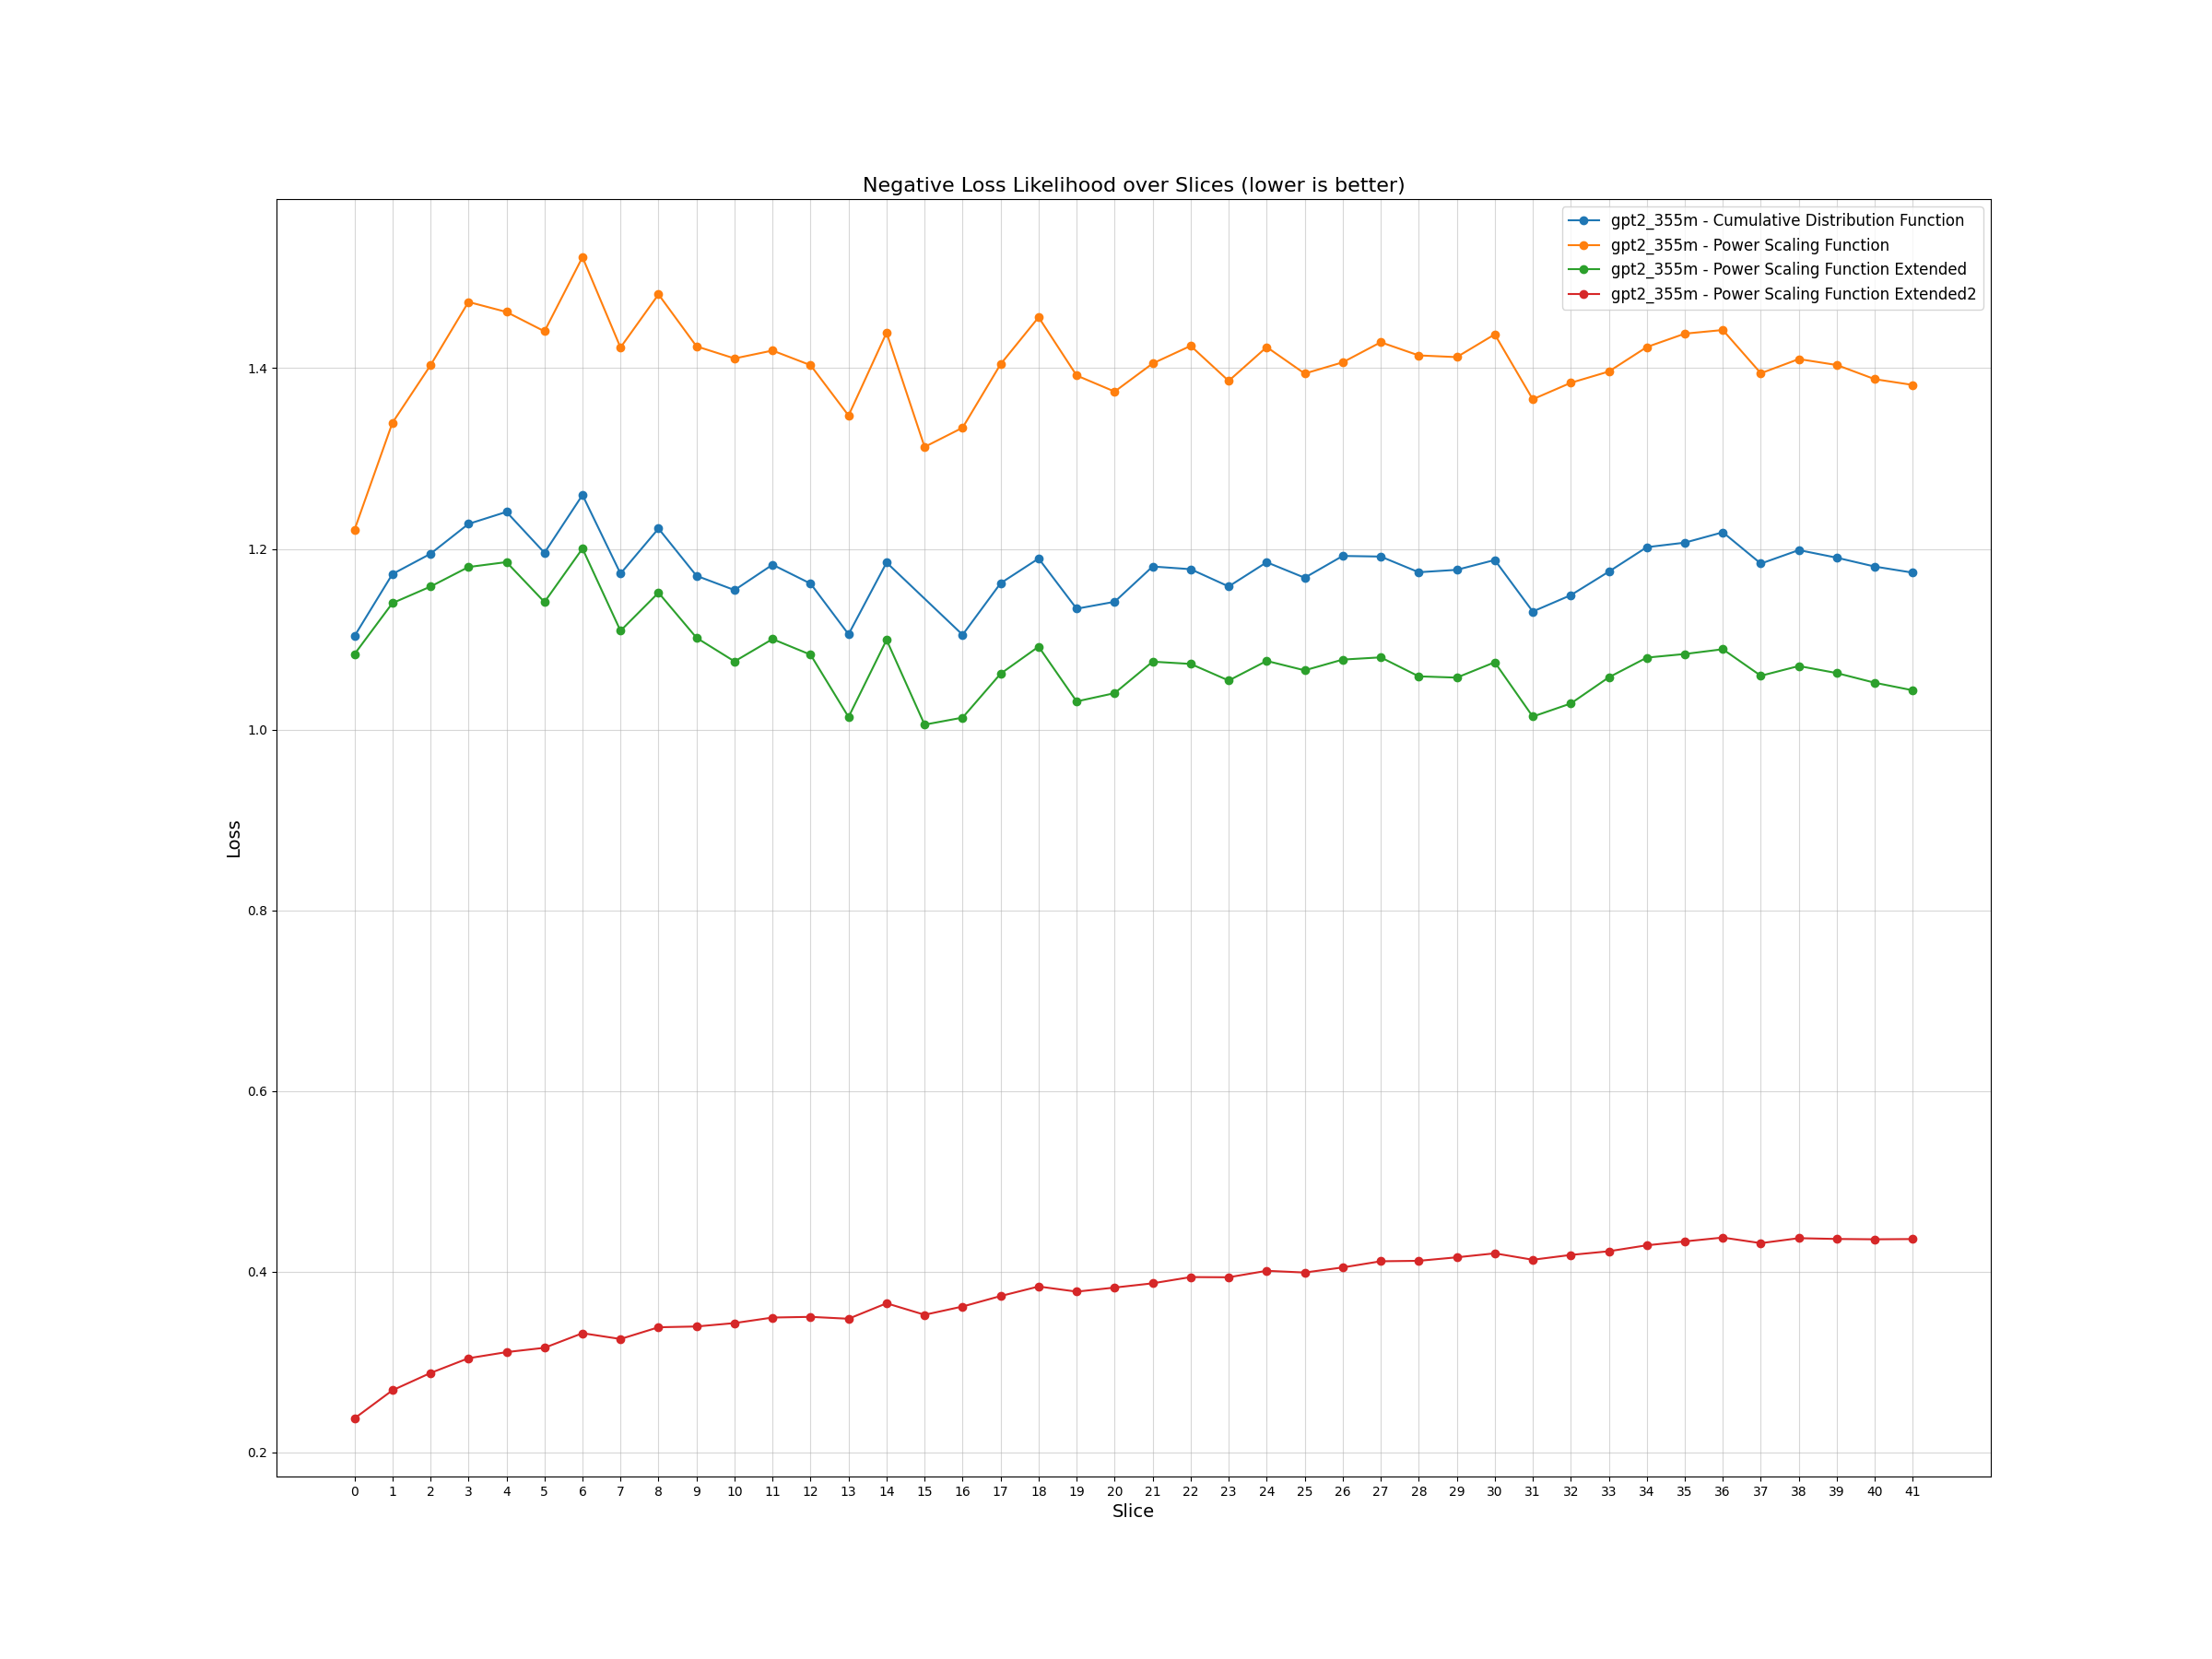 Negative Loss Likelihood over Slices (lower is better)
gpt2_355m - Cumulative Distribution Function
gpt2_355m - Power Scaling Function
gpt2_355m - Power Scaling Function Extended
gpt2_355m - Power Scaling Function Extended2
Loss
1.4
1.2
1.0
0.8
0.6
0.4
0.2
0 1 2 3 4 5 6 7 8 9 10 11 12 13 14 15 16 17 18 19 20 21 22 23 24 25 26 27 28 29 30 31 32 33 34 35 36 37 38 39 40 41
Slice